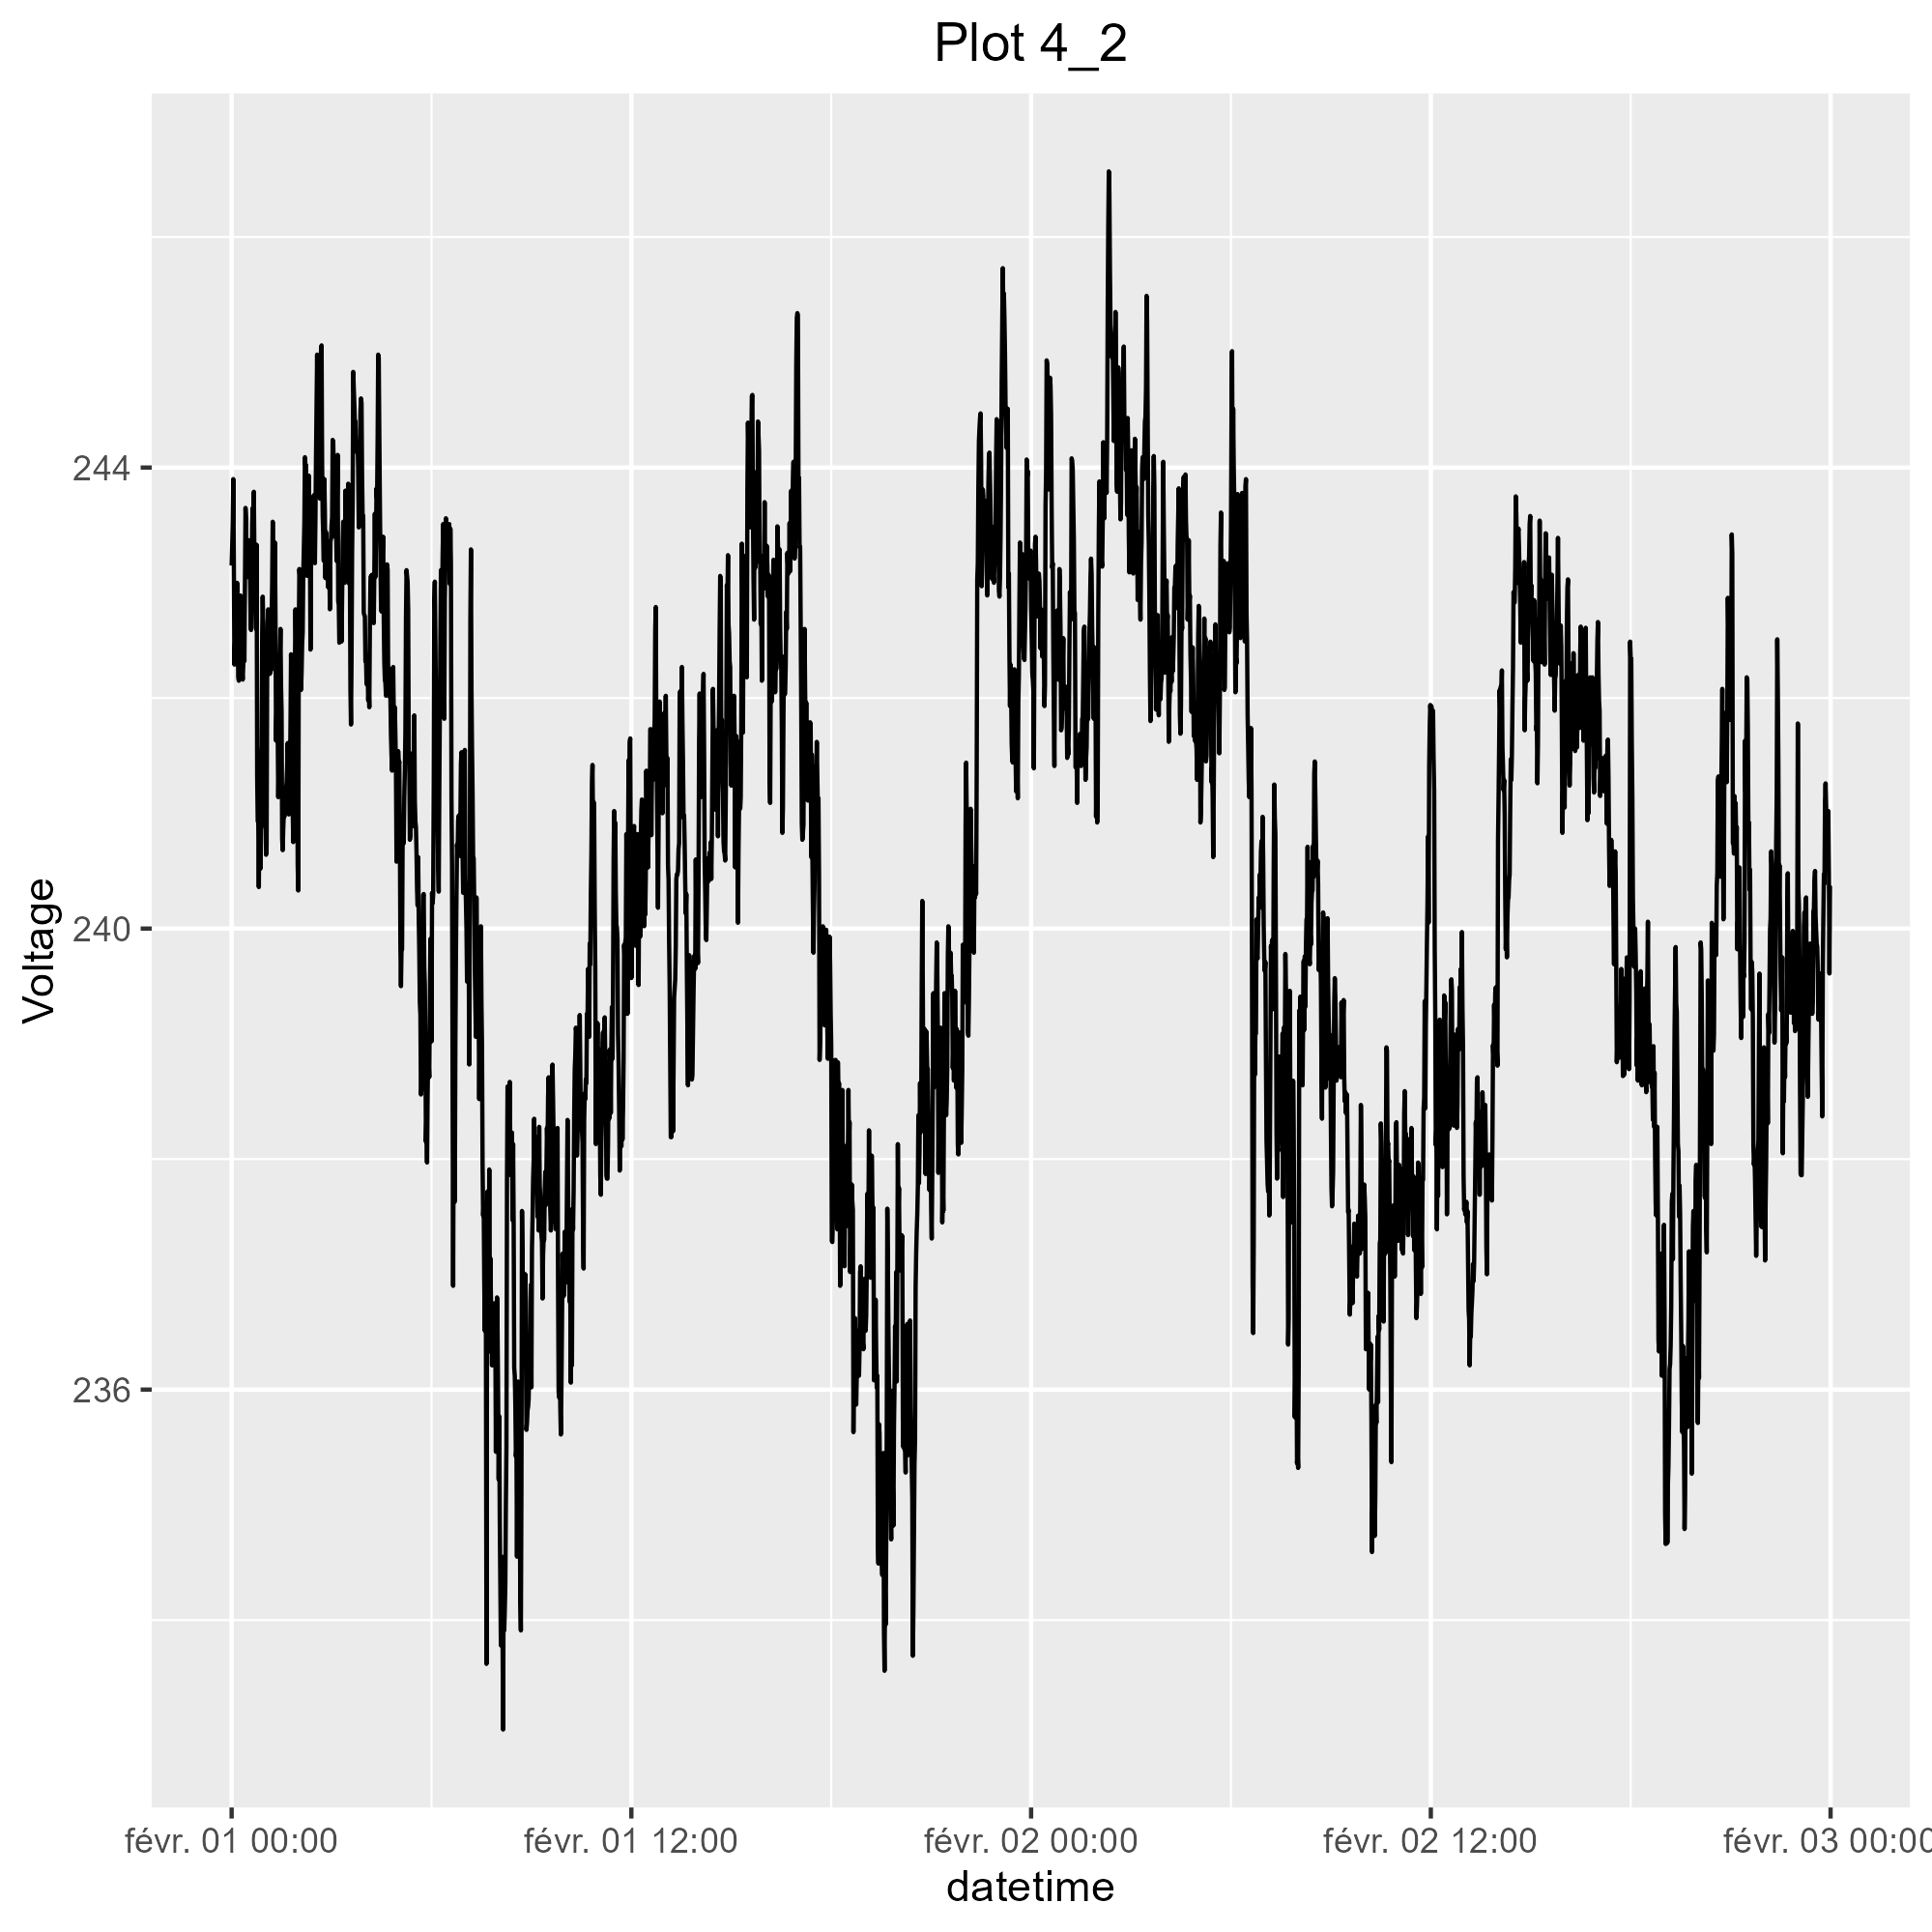 Plot 4_2
Voltage
244
240
236
févr. 01 00:00
févr. 01 12:00
févr. 02 00:00
févr. 02 12:00
févr. 03 00:00
datetime